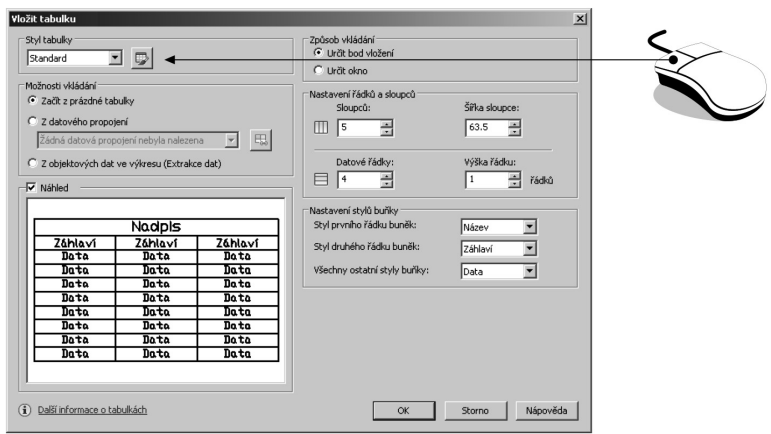 Vložit tabulku
Styl tabulky
Standard
Možnosti vkládání
Začít z prázdné tabulky
Z datového propojení
Žádná datová propojení nebyla nalezena
Z objektových dat ve výkresu (Extrakce dat)
Náhled
Nadpis
Záhlaví Záhlaví Záhlaví
Data Data Data
Data Data Data
Data Data Data
Data Data Data
Data Data Data
Data Data Data
Data Data Data
Data Data Data
Způsob vkládání
Určit bod vložení
Určit okno
Nastavení řádků a sloupců
Sloupců: Šířka sloupce:
5 63.5
Datové řádky: Výška řádku:
4 1 řádků
Nastavení stylů buňky
Styl prvního řádku buněk: Název
Styl druhého řádku buněk: Záhlaví
Všechny ostatní styly buňky: Data
Další informace o tabulkách
OK Storno Nápověda